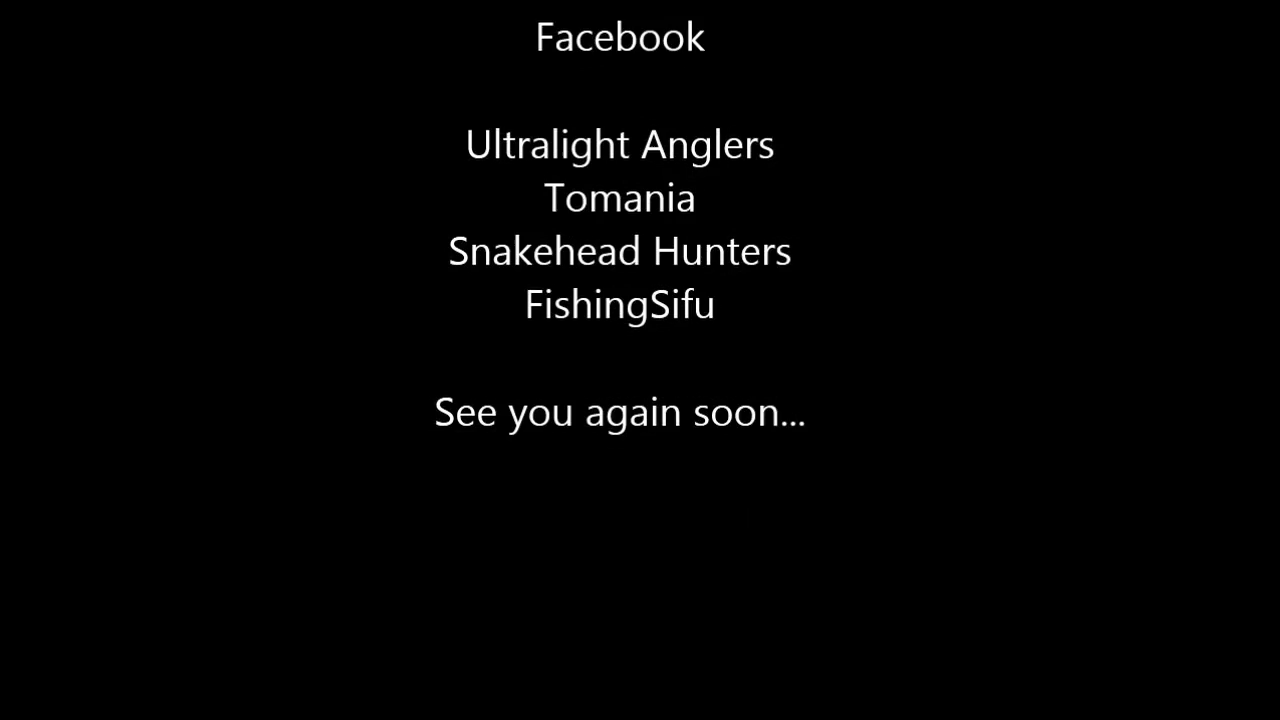 Facebook
Ultralight Anglers
Tomania
Snakehead Hunters
FishingSifu
See you again soon...